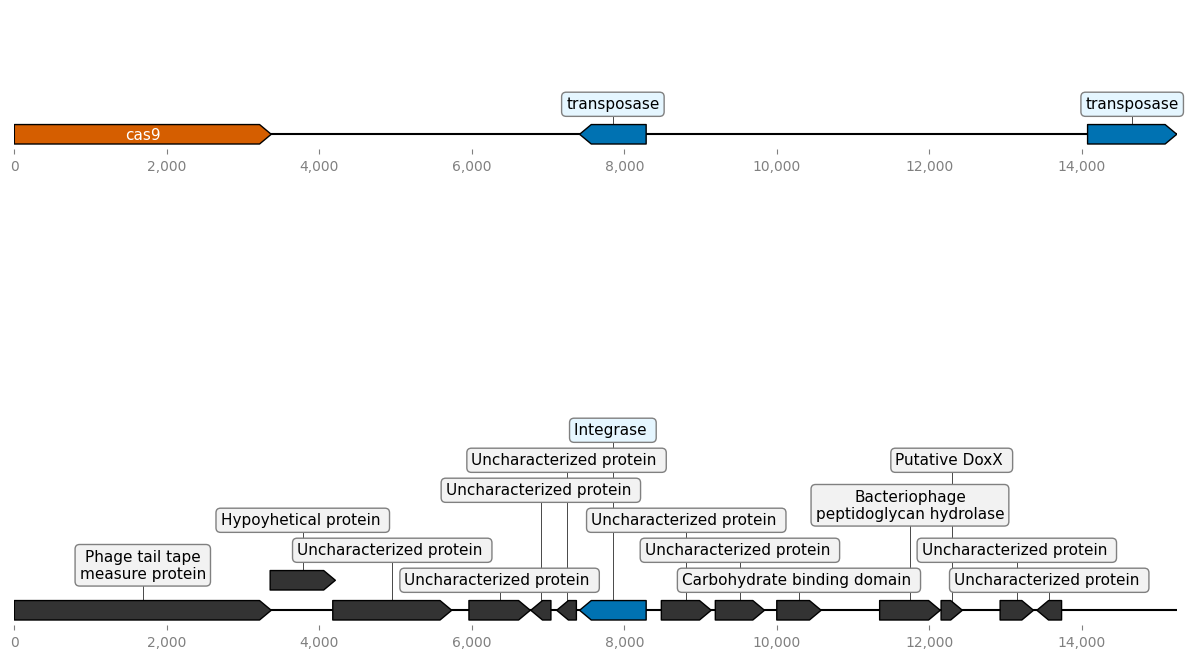 transposase
transposase
cas9
0
2,000
4,000
6,000
8,000
10,000
12,000
14,000
Integrase
Uncharacterized protein
Putative DoxX
Uncharacterized protein
Bacteriophage
peptidoglycan hydrolase
Hypoyhetical protein
Uncharacterized protein
Uncharacterized protein
Uncharacterized protein
Uncharacterized protein
Phage tail tape
measure protein
Uncharacterized protein
Carbohydrate binding domain
Uncharacterized protein
0
2,000
4,000
6,000
8,000
10,000
12,000
14,000